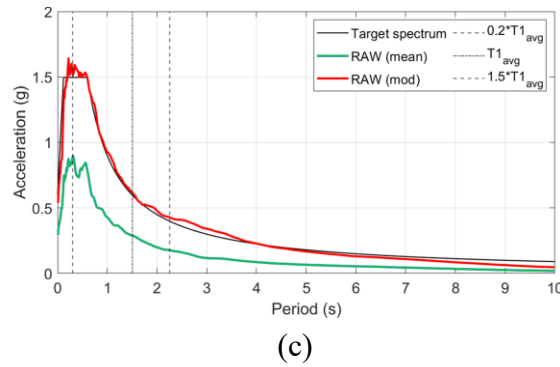 2
1.5
1
0.5
0
Acceleration (g)
Target spectrum
RAW (mean)
RAW (mod)
0.2*T1avg
T1avg
1.5*T1avg
0 1 2 3 4 5 6 7 8 9 10
Period (s)
(c)